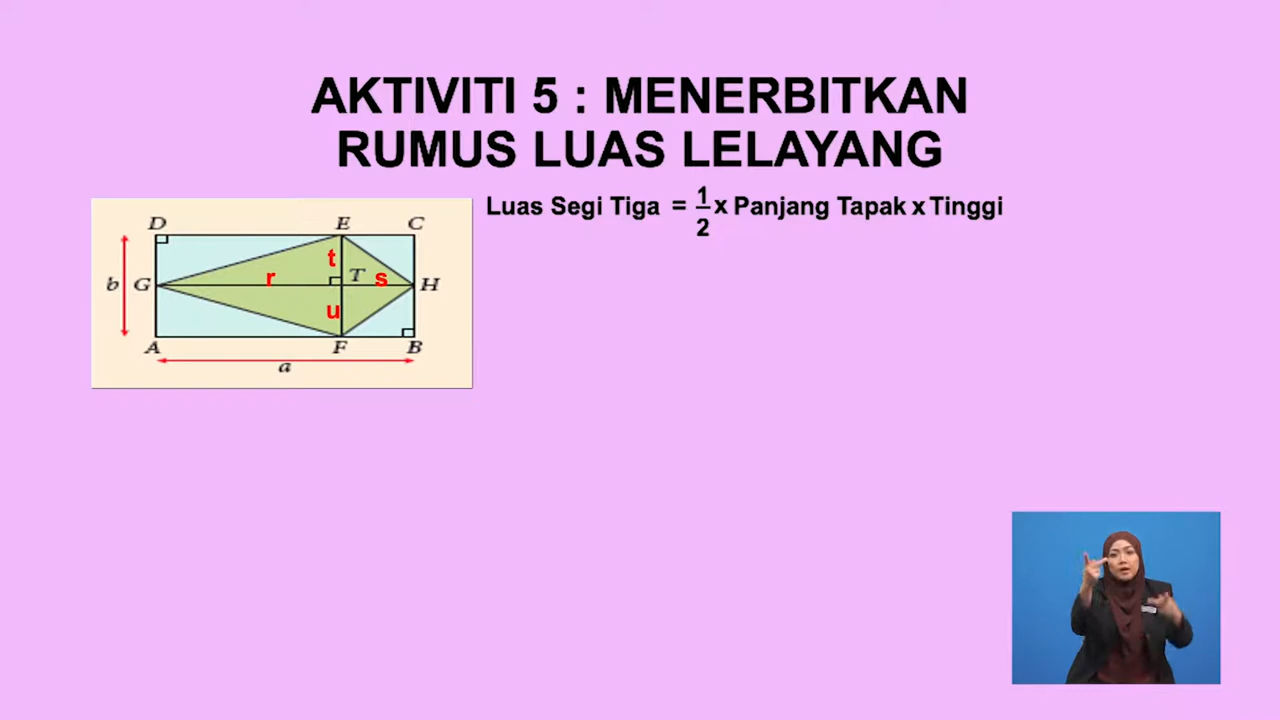 AKTIVITI 5 : MENERBITKAN
RUMUS LUAS LELAYANG
Luas Segi Tiga = 1/2 x Panjang Tapak x Tinggi
D E C
t
b G r T s H
u
A F B
a